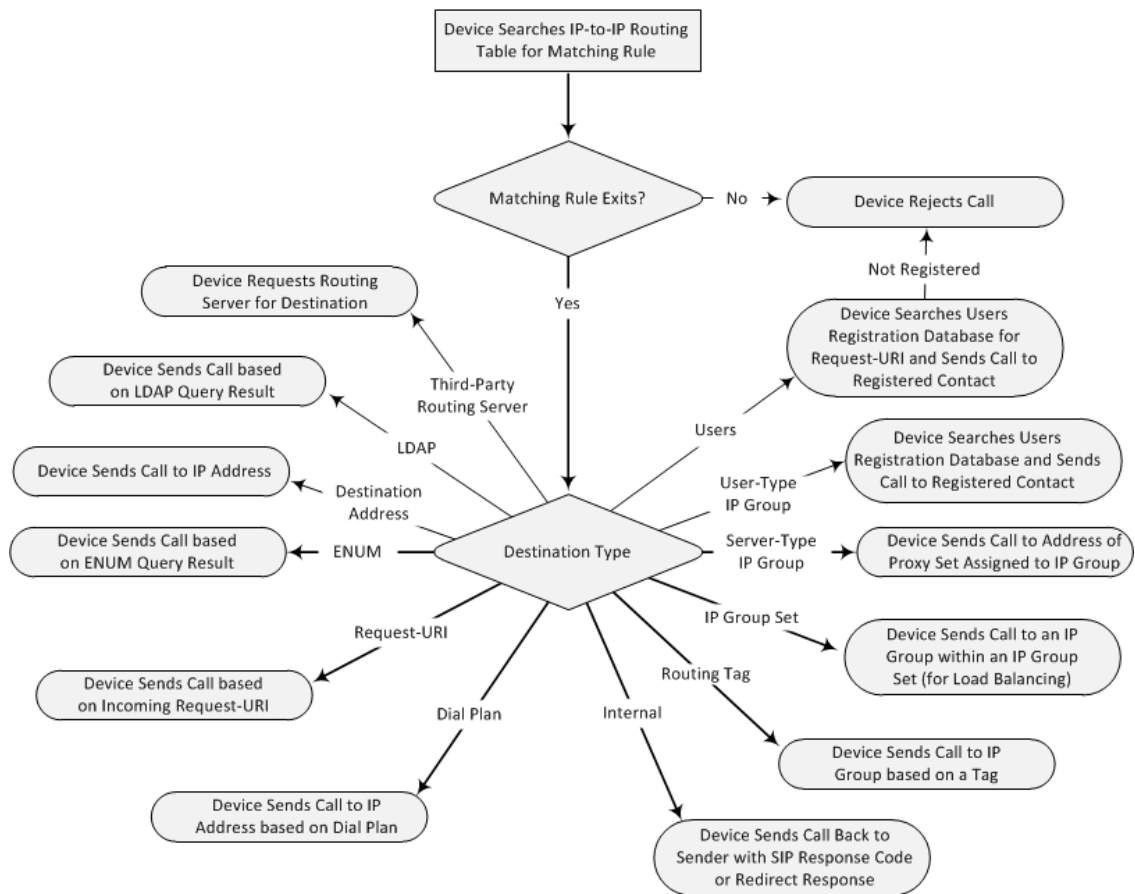 Device Searches IP-to-IP Routing
Table for Matching Rule
Matching Rule Exits?
No
Device Rejects Call
Not Registered
Yes
Device Requests Routing
Server for Destination
Device Searches Users
Registration Database for
Request-URI and Sends Call to
Registered Contact
Device Sends Call based
on LDAP Query Result
Third-Party
Routing Server
Users
LDAP
Device Searches Users
Registration Database and Sends
Call to Registered Contact
Device Sends Call to IP Address
Destination
Address
User-Type
IP Group
Device Sends Call based
on ENUM Query Result
ENUM
Destination Type
Server-Type
IP Group
Device Sends Call to Address of
Proxy Set Assigned to IP Group
Request-URI
IP Group Set
Device Sends Call to an IP
Group within an IP Group
Set (for Load Balancing)
Device Sends Call based
on Incoming Request-URI
Routing Tag
Dial Plan
Internal
Device Sends Call to IP
Group based on a Tag
Device Sends Call to IP
Address based on Dial Plan
Device Sends Call Back to
Sender with SIP Response Code
or Redirect Response